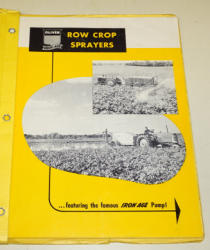 OLIVER
ROW CROP
SPRAYERS
...featuring the famous IRON AGE Pump!